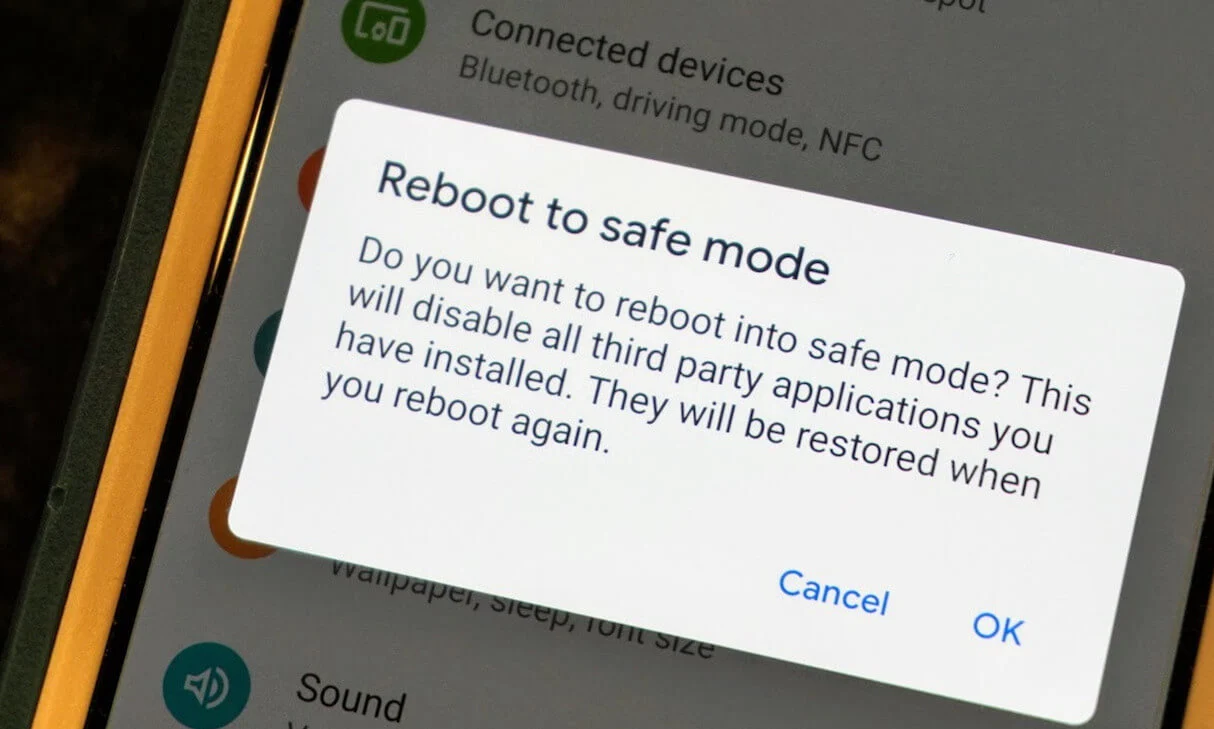 Connected devices
Bluetooth, driving mode, NFC
Reboot to safe mode
Do you want to reboot into safe mode? This
will disable all third party applications you
have installed. They will be restored when
you reboot again.
Cancel
OK
Wallpaper, sleep, font size
Sound